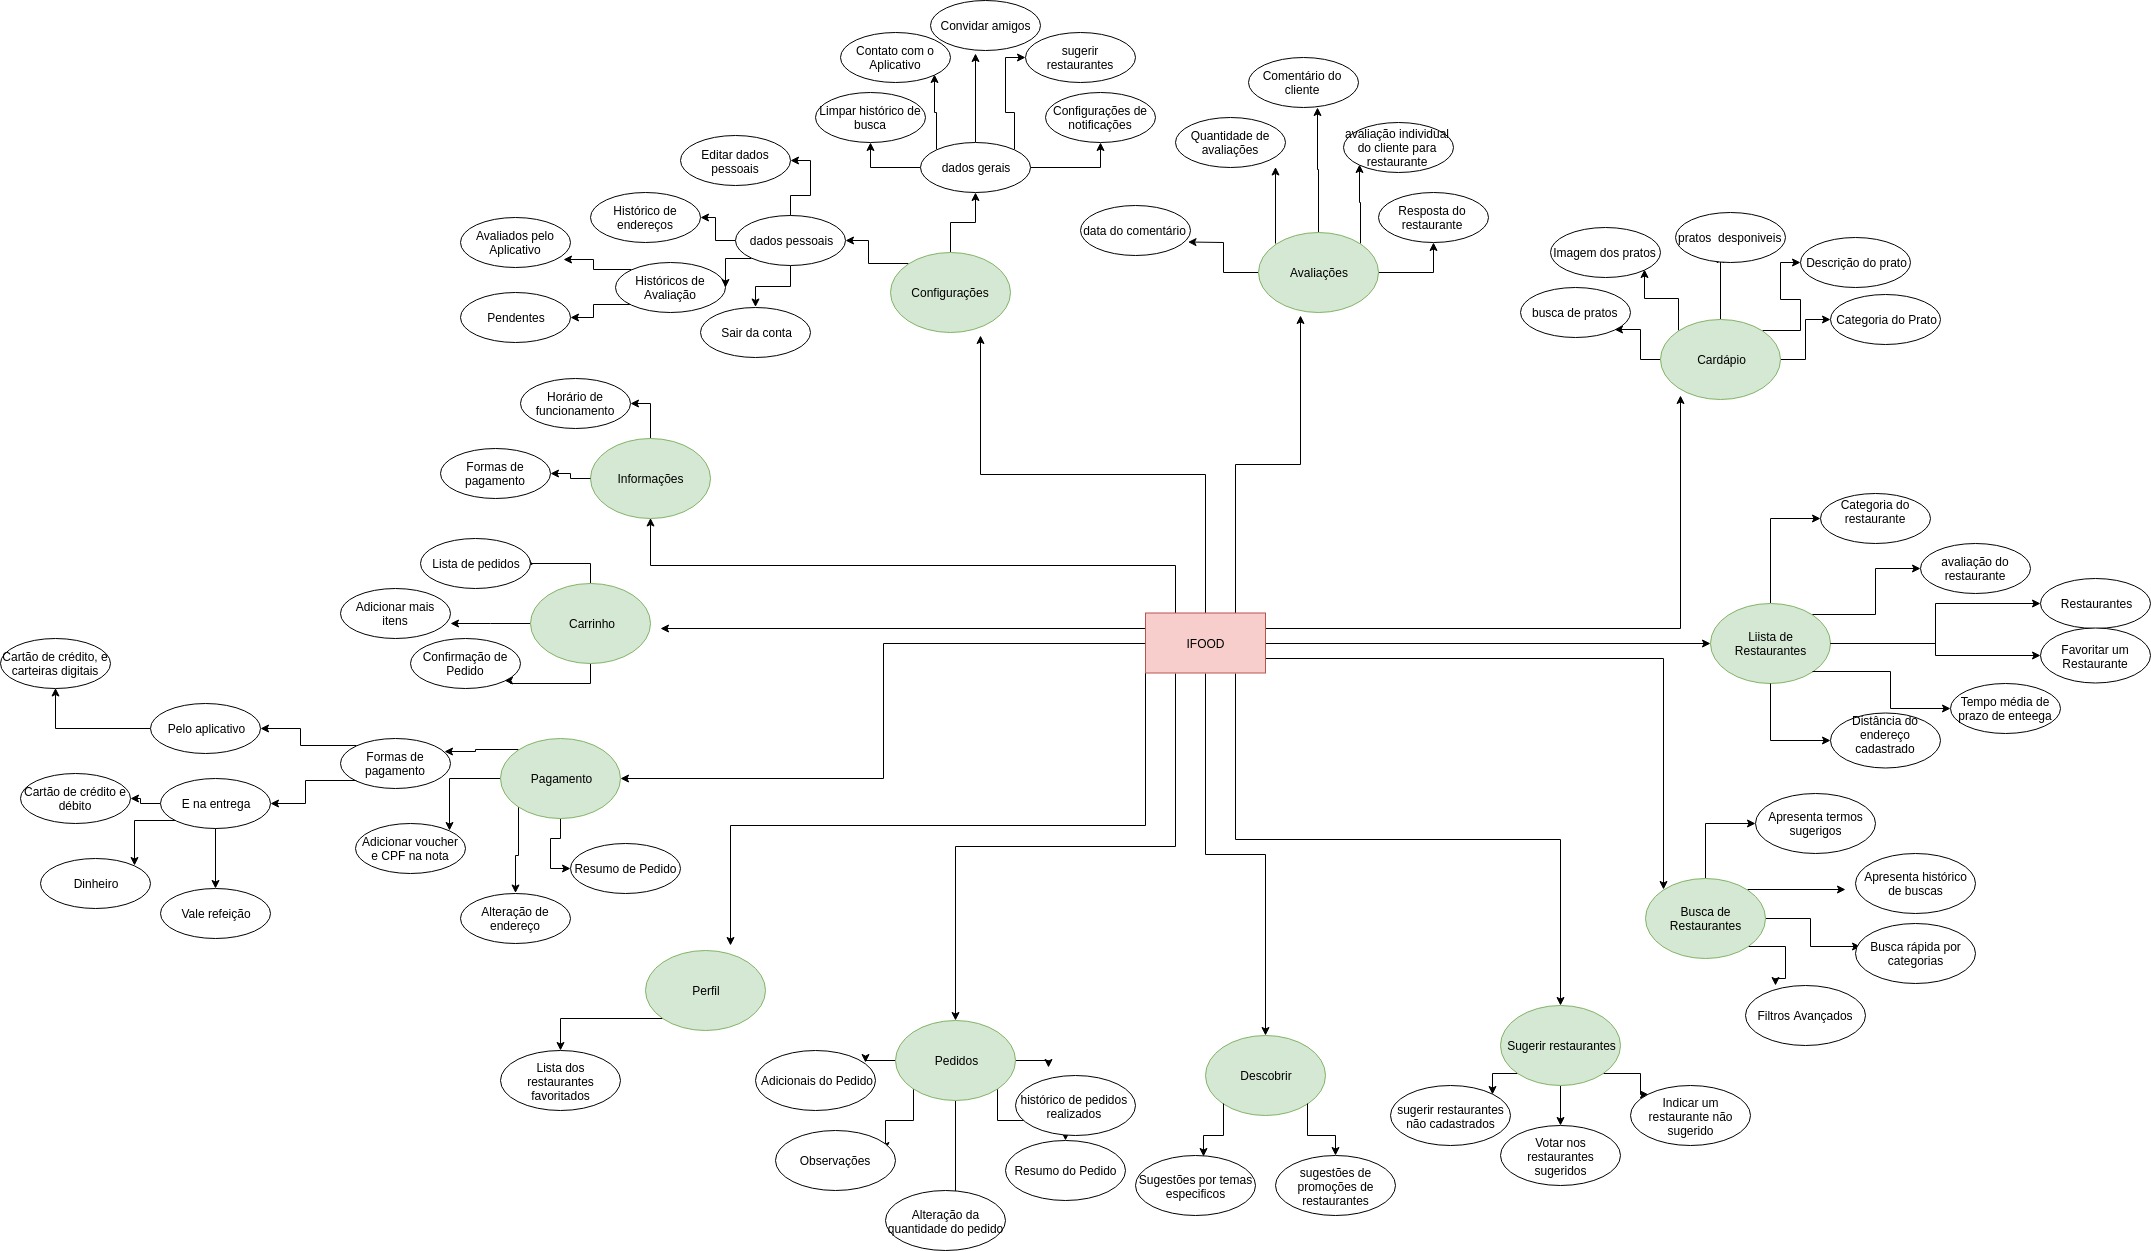 Convidar amigos
Contato com o
Aplicativo
sugerir
restaurantes
Limpar histórico de
busca
Configurações de
notificações
dados gerais
Editar dados
pessoais
Histórico de
endereços
dados pessoais
Avaliados pelo
Aplicativo
Históricos de
Avaliação
Pendentes
Sair da conta
Configurações
Comentário do
cliente
Quantidade de
avaliações
avaliação individual
do cliente para
restaurante
data do comentário
Resposta do
restaurante
Avaliações
pratos desponiveis
Imagem dos pratos
Descrição do prato
busca de pratos
Categoria do Prato
Cardápio
Horário de
funcionamento
Formas de
pagamento
Informações
Lista de pedidos
Adicionar mais
itens
Carrinho
Confirmação de
Pedido
IFOOD
Categoria do
restaurante
avaliação do
restaurante
Restaurantes
Liista de
Restaurantes
Favoritar um
Restaurante
Tempo média de
prazo de enteega
Distância do
endereço
cadastrado
Cartão de crédito, e
carteiras digitais
Pelo aplicativo
Formas de
pagamento
Pagamento
Cartão de crédito e
débito
E na entrega
Adicionar voucher
e CPF na nota
Resumo de Pedido
Dinheiro
Vale refeição
Alteração de
endereço
Apresenta termos
sugerigos
Apresenta histórico
de buscas
Busca de
Restaurantes
Busca rápida por
categorias
Filtros Avançados
Perfil
Lista dos
restaurantes
favoritados
Pedidos
Adicionais do Pedido
histórico de pedidos
realizados
Observações
Resumo do Pedido
Alteração da
quantidade do pedido
Descobrir
Sugestões por temas
especificos
sugestões de
promoções de
restaurantes
Sugerir restaurantes
sugerir restaurantes
não cadastrados
Votar nos
restaurantes
sugeridos
Indicar um
restaurante não
sugerido